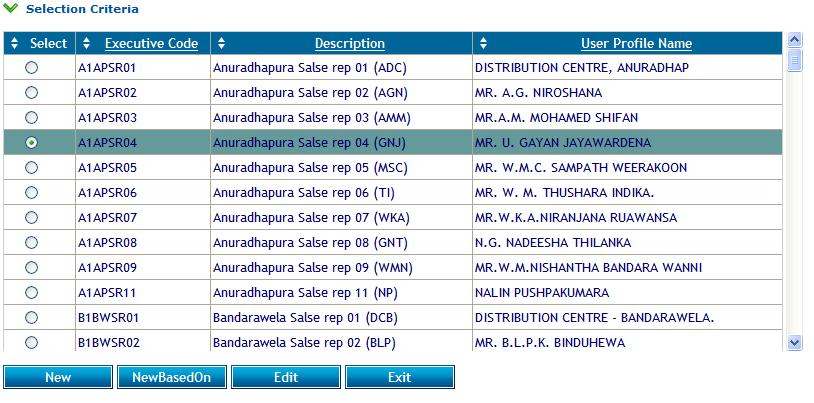 Selection Criteria
Select Executive Code Description User Profile Name
A1APSR01 Anuradhapura Salse rep 01 (ADC) DISTRIBUTION CENTRE, ANURADHAP
A1APSR02 Anuradhapura Salse rep 02 (AGN) MR. A.G. NIROSHANA
A1APSR03 Anuradhapura Salse rep 03 (AMM) MR.A.M. MOHAMED SHIFAN
A1APSR04 Anuradhapura Salse rep 04 (GNJ) MR. U. GAYAN JAYAWARDENA
A1APSR05 Anuradhapura Salse rep 05 (MSC) MR. W.M.C. SAMPATH WEERAKOON
A1APSR06 Anuradhapura Salse rep 06 (TI) MR. W. M. THUSHARA INDIKA.
A1APSR07 Anuradhapura Salse rep 07 (WKA) MR.W.K.A.NIRANJANA RUAWANSA
A1APSR08 Anuradhapura Salse rep 08 (GNT) N.G. NADEESHA THILANKA
A1APSR09 Anuradhapura Salse rep 09 (WMN) MR.W.M.NISHANTHA BANDARA WANNI
A1APSR11 Anuradhapura Salse rep 11 (NP) NALIN PUSHPAKUMARA
B1BWSR01 Bandarawela Salse rep 01 (DCB) DISTRIBUTION CENTRE - BANDARAWELA.
B1BWSR02 Bandarawela Salse rep 02 (BLP) MR. B.L.P.K. BINDUHEWA
New NewBasedOn Edit Exit